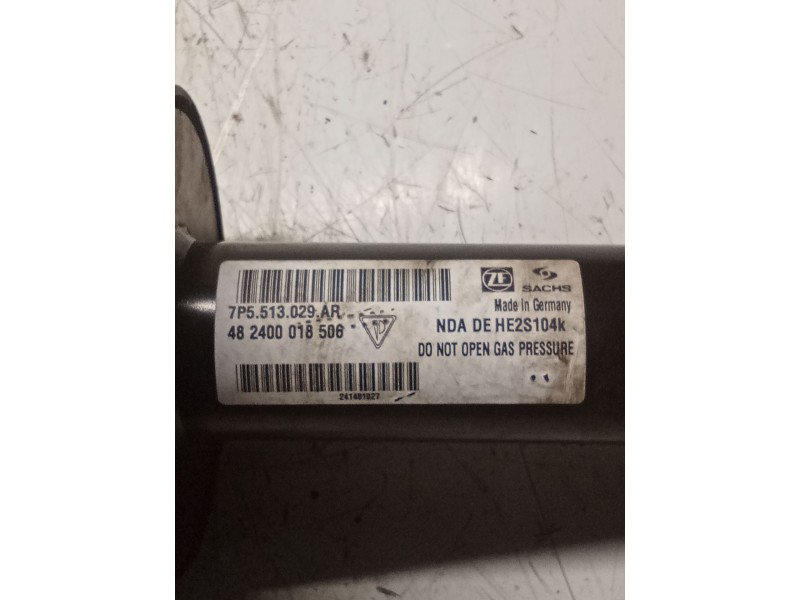 ZF SACHS
7P5.513.029.AR
Made in Germany
48 2400 018 506
NDA DE HE2S104k
DO NOT OPEN GAS PRESSURE
241401827